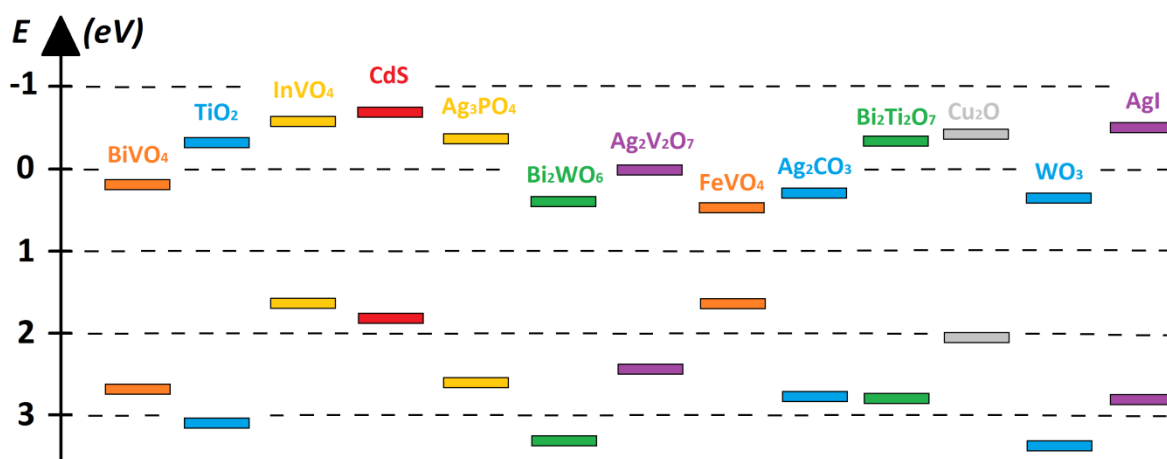 E (eV)
-1
0
1
2
3
BiVO₄
TiO₂
InVO₄
CdS
Ag₃PO₄
Bi₂WO₆
Ag₂V₂O₇
FeVO₄
Ag₂CO₃
Bi₂Ti₂O₇
Cu₂O
WO₃
AgI